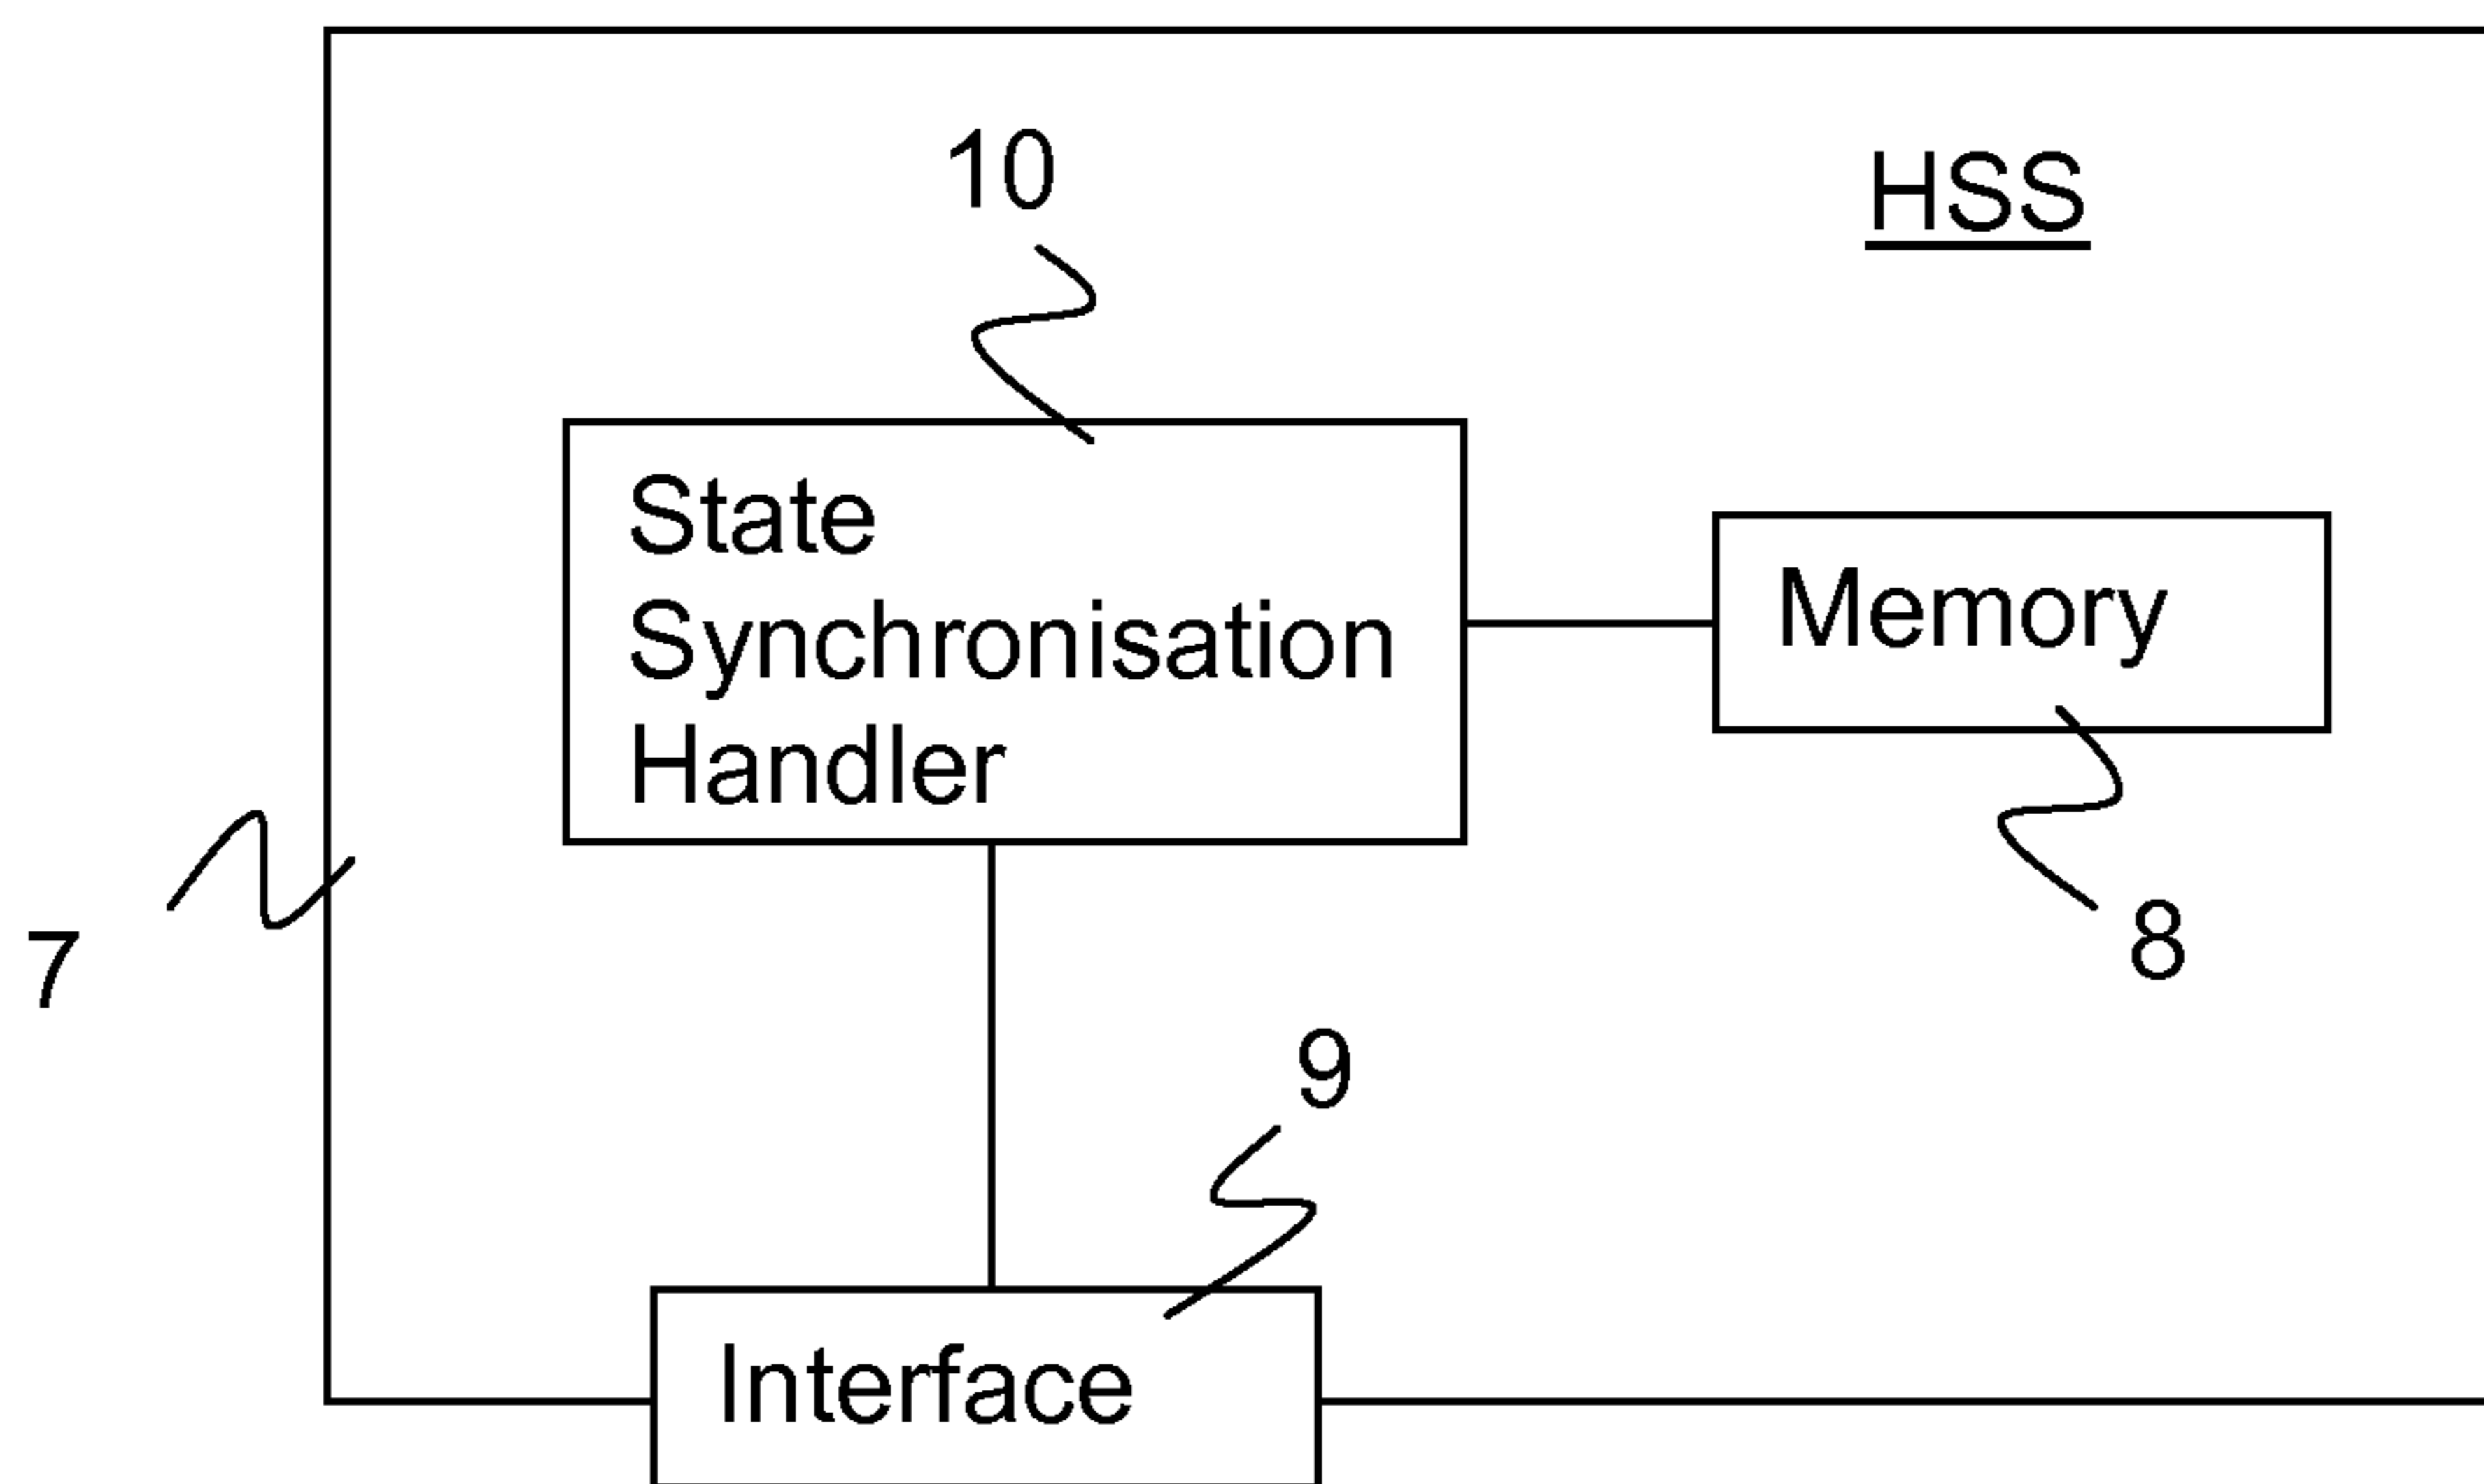 10
HSS
State
Synchronisation
Handler
Memory
7
8
9
Interface